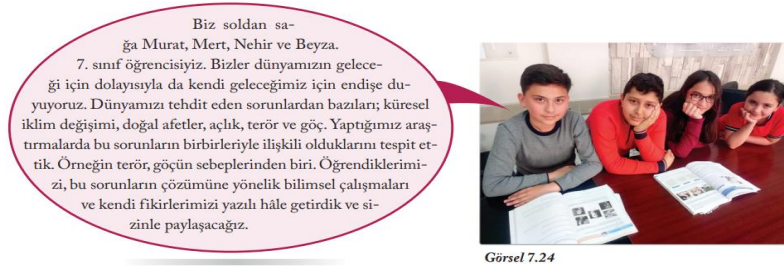 Biz soldan sa-
ğa Murat, Mert, Nehir ve Beyza.
7. sınıf öğrencisiyiz. Bizler dünyamızın gelece-
ği için dolayısıyla da kendi geleceğimiz için endişe du-
yuyoruz. Dünyamızı tehdit eden sorunlardan bazıları; küresel
iklim değişimi, doğal afetler, açlık, terör ve göç. Yaptığımız araş-
tırmalarda bu sorunların birbirleriyle ilişkili olduklarını tespit et-
tik. Örneğin terör, göçün sebeplerinden biri. Öğrendiklerimi-
zi, bu sorunların çözümüne yönelik bilimsel çalışmaları
ve kendi fikirlerimizi yazılı hâle getirdik ve si-
zinle paylaşacağız.
Görsel 7.24